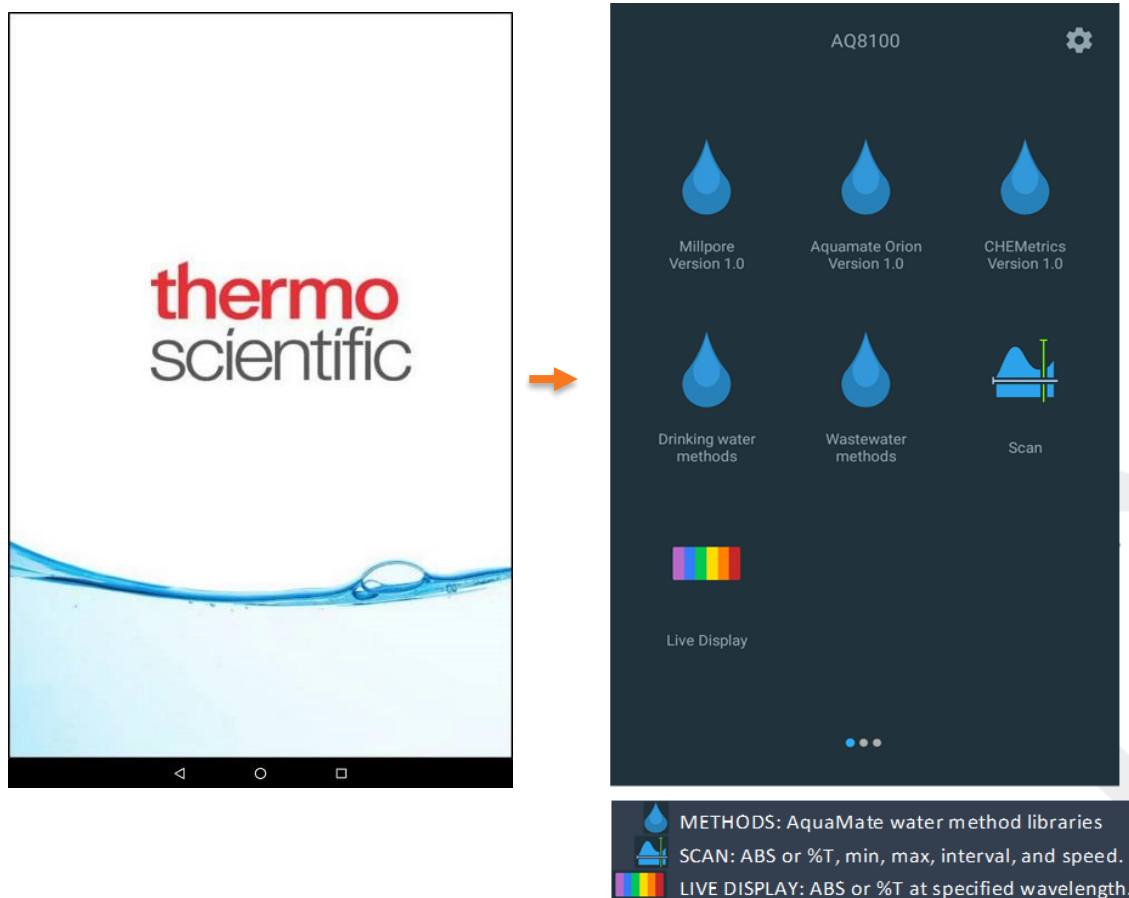 thermo
scientific
AQ8100
Millpore
Version 1.0
Aquamate Orion
Version 1.0
CHEMetrics
Version 1.0
Drinking water
methods
Wastewater
methods
Scan
Live Display
METHODS: AquaMate water method libraries
SCAN: ABS or %T, min, max, interval, and speed.
LIVE DISPLAY: ABS or %T at specified wavelength.